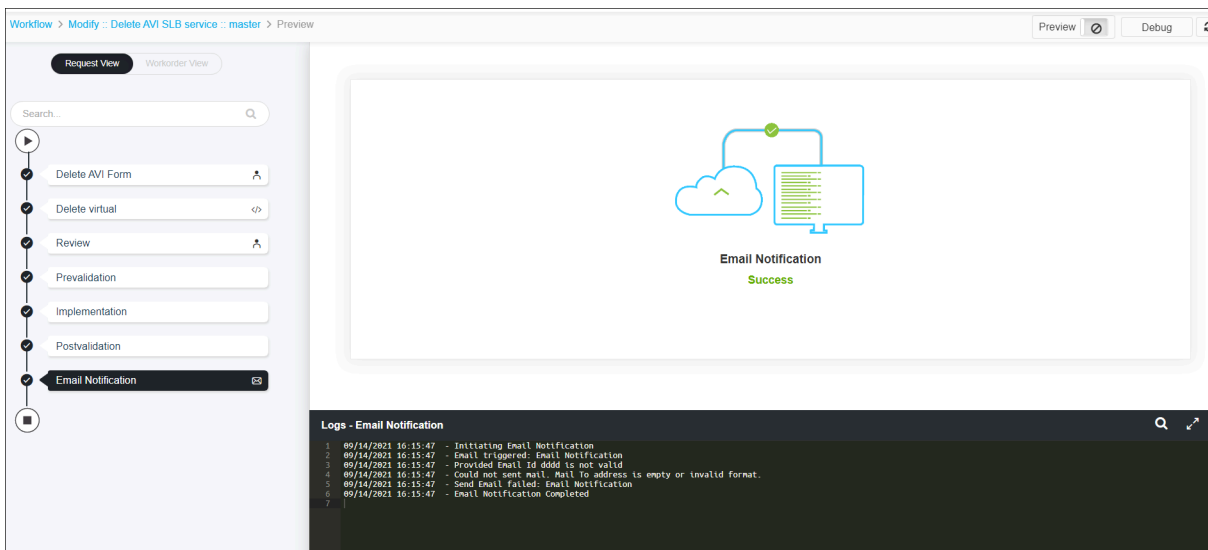 Workflow > Modify :: Delete AVI SLB service :: master > Preview
Preview
Debug
Request View
Workorder View
Search...
Delete AVI Form
Delete virtual </>
Review
Prevalidation
Implementation
Postvalidation
Email Notification
Email Notification
Success
Logs - Email Notification
1 09/14/2021 16:15:47 - Initiating Email Notification
2 09/14/2021 16:15:47 - Email triggered: Email Notification
3 09/14/2021 16:15:47 - Provided Email Id dddd is not valid
4 09/14/2021 16:15:47 - Could not sent mail. Mail To address is empty or invalid format.
5 09/14/2021 16:15:47 - Send Email failed: Email Notification
6 09/14/2021 16:15:47 - Email Notification Completed
7